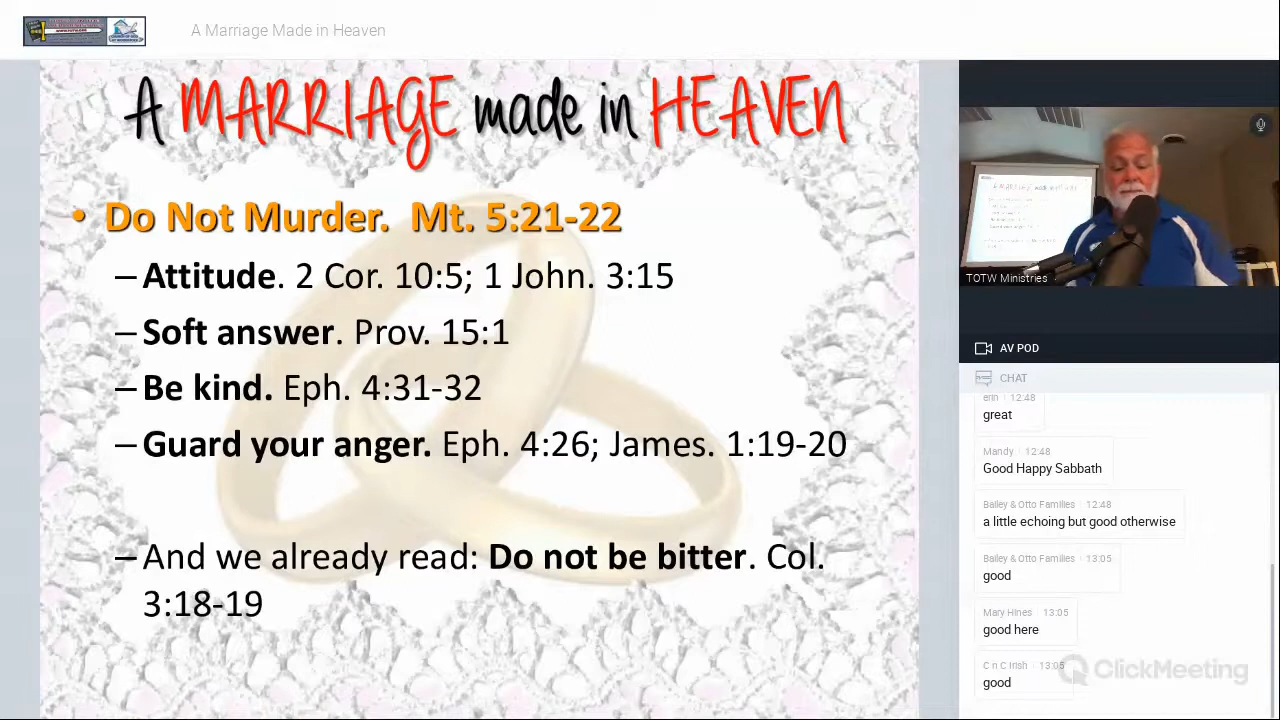 A Marriage Made in Heaven
A MARRIAGE made in HEAVEN
• Do Not Murder.  Mt. 5:21-22
–Attitude. 2 Cor. 10:5; 1 John. 3:15
–Soft answer. Prov. 15:1
–Be kind. Eph. 4:31-32
–Guard your anger. Eph. 4:26; James. 1:19-20
–And we already read: Do not be bitter. Col.
3:18-19
TOTW Ministries
AV POD
CHAT
erin 12:48
great
Mandy 12:48
Good Happy Sabbath
Bailey & Otto Families 12:48
a little echoing but good otherwise
Bailey & Otto Families 13:05
good
Mary Hines 13:05
good here
C n C Irish 13:05
good
ClickMeeting